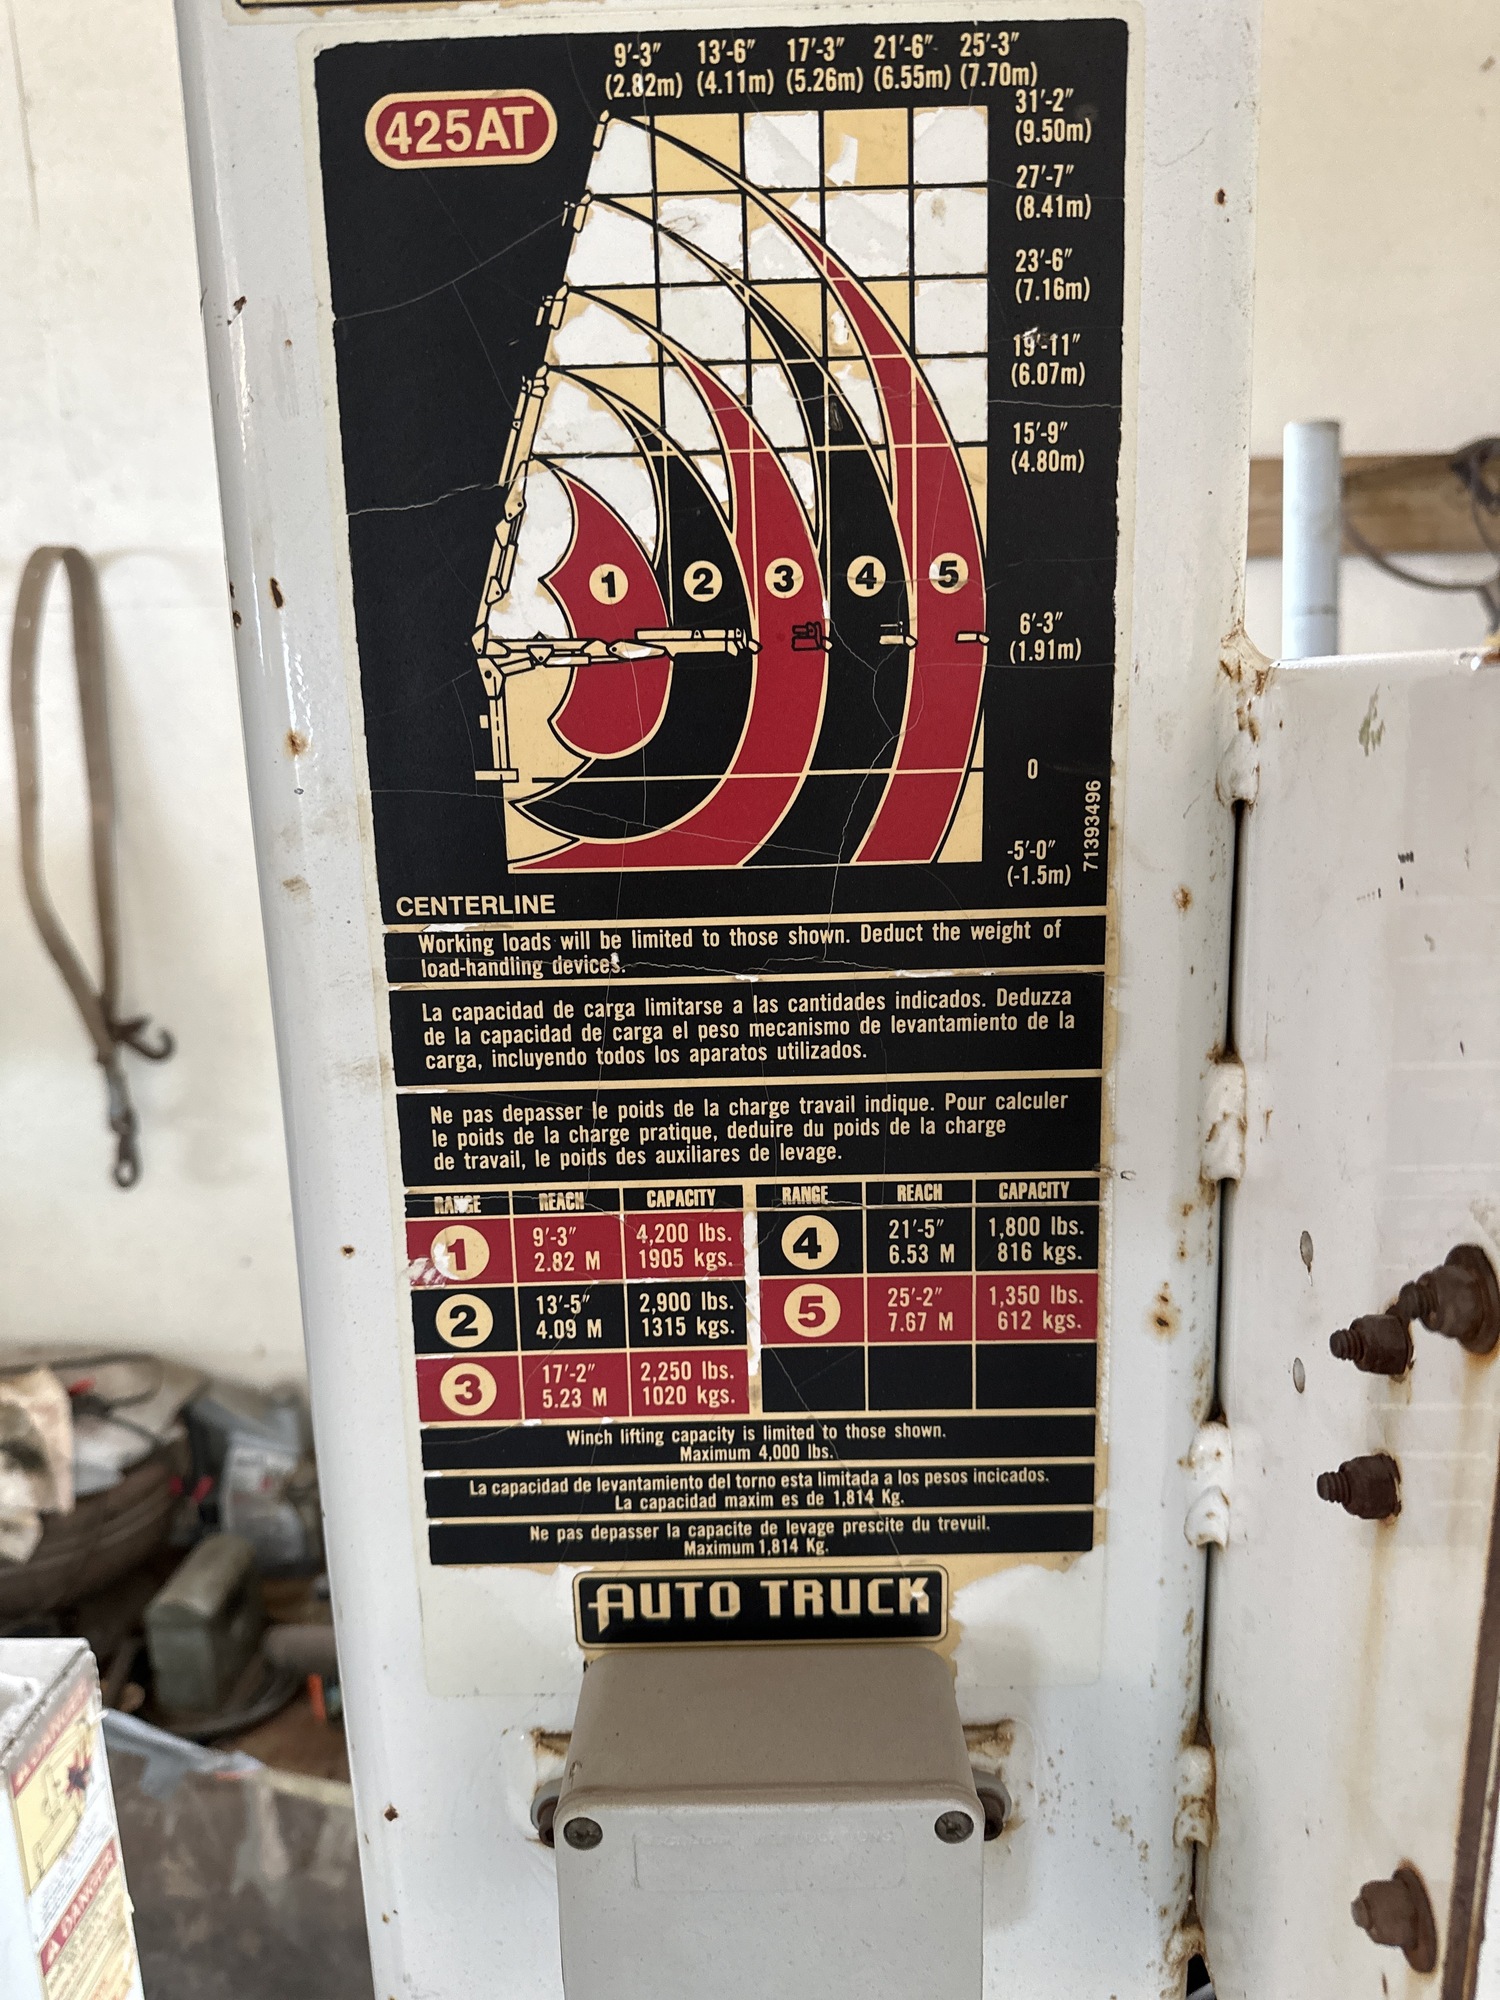 9'-3" 13'-6" 17'-3" 21'-6" 25'-3"
(2.82m) (4.11m) (5.26m) (6.55m) (7.70m)
425AT
31'-2"
(9.50m)
27'-7"
(8.41m)
23'-6"
(7.16m)
19'-11"
(6.07m)
15'-9"
(4.80m)
1 2 3 4 5
6'-3"
(1.91m)
0
-5'-0"
(-1.5m)
71393496
CENTERLINE
Working loads will be limited to those shown. Deduct the weight of
load-handling devices.
La capacidad de carga limitarse a las cantidades indicados. Deduzza
de la capacidad de carga el peso mecanismo de levantamiento de la
carga, incluyendo todos los aparatos utilizados.
Ne pas depasser le poids de la charge travail indique. Pour calculer
le poids de la charge pratique, deduire du poids de la charge
de travail, le poids des auxiliares de levage.
RANGE REACH CAPACITY RANGE REACH CAPACITY
1 9'-3" 2.82 M 4,200 lbs. 1905 kgs. 4 21'-5" 6.53 M 1,800 lbs. 816 kgs.
2 13'-5" 4.09 M 2,900 lbs. 1315 kgs. 5 25'-2" 7.67 M 1,350 lbs. 612 kgs.
3 17'-2" 5.23 M 2,250 lbs. 1020 kgs.
Winch lifting capacity is limited to those shown.
Maximum 4,000 lbs.
La capacidad de levantamiento del torno esta limitada a los pesos incicados.
La capacidad maxim es de 1,814 Kg.
Ne pas depasser la capacite de levage prescite du trevuil.
Maximum 1,814 Kg.
AUTO TRUCK
DANGER